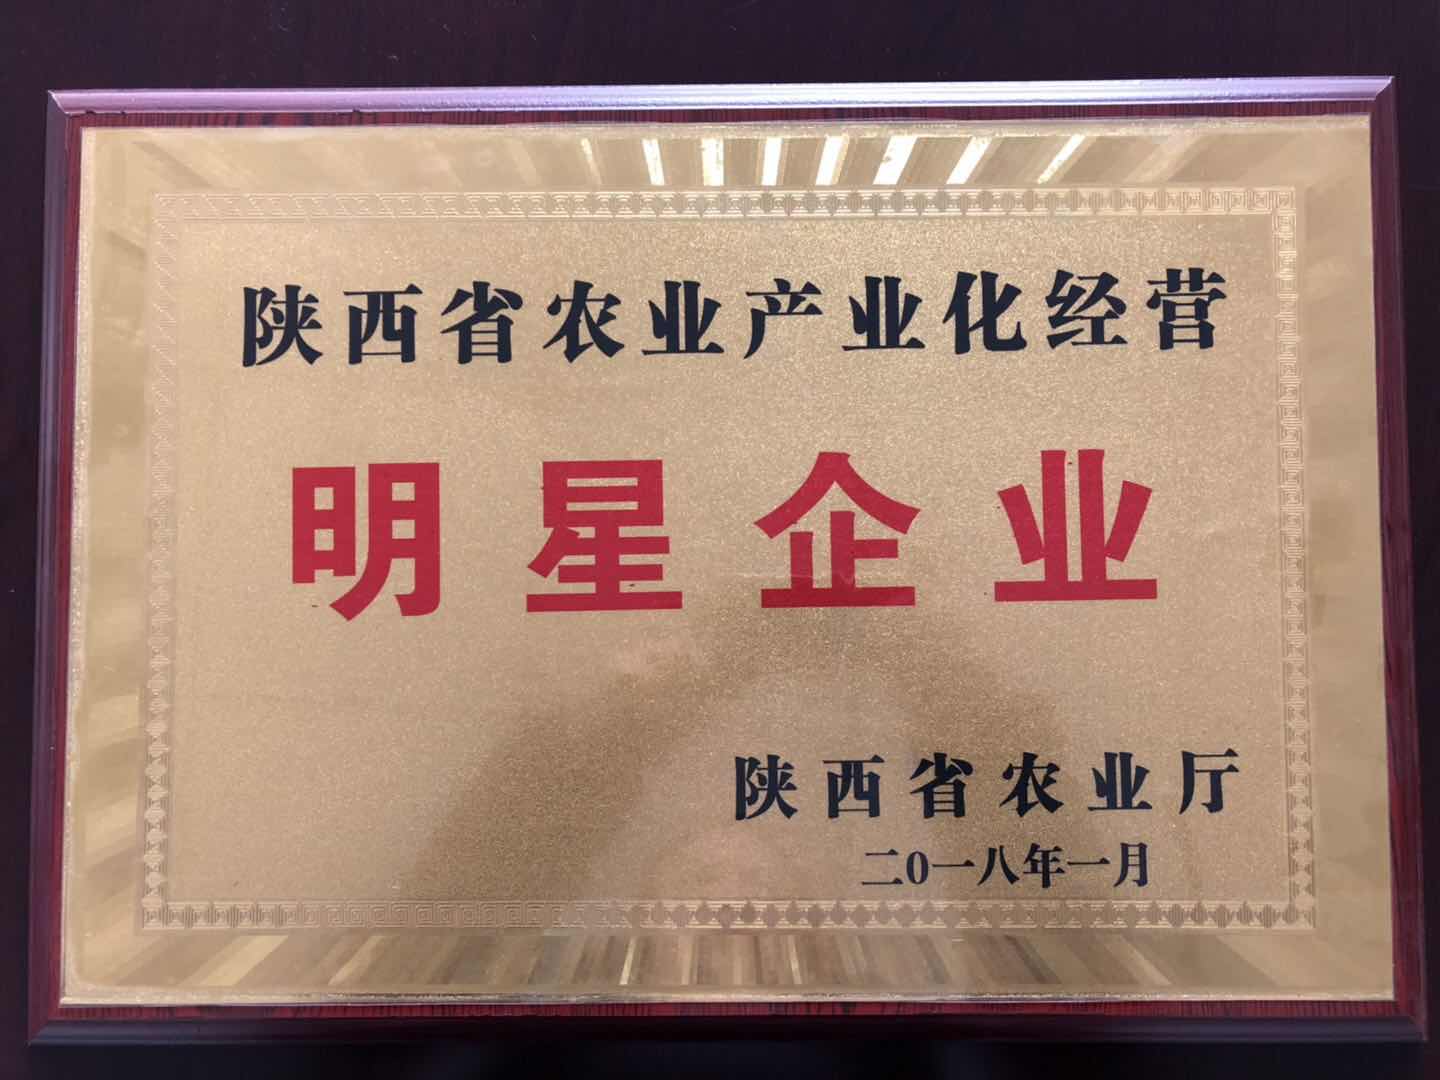 陕西省农业产业化经营
明星企业
陕西省农业厅
二0一八年一月